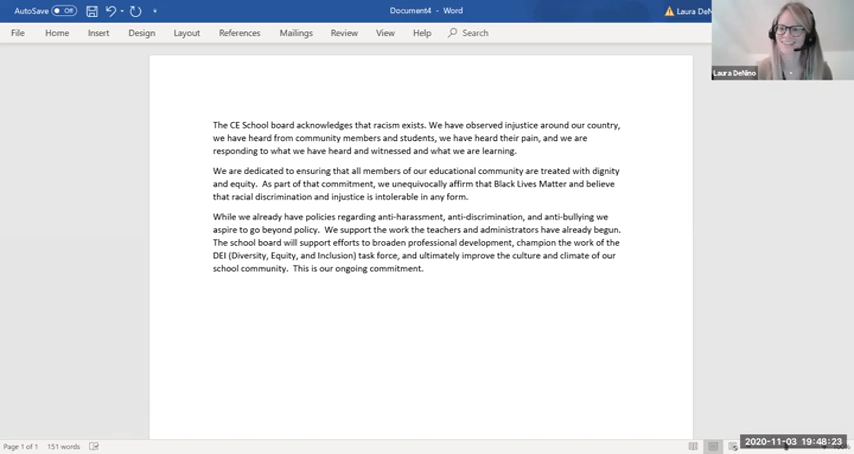 AutoSave Off Document4 - Word Laura DeN
File Home Insert Design Layout References Mailings Review View Help Search
Laura DeNino
The CE School board acknowledges that racism exists. We have observed injustice around our country,
we have heard from community members and students, we have heard their pain, and we are
responding to what we have heard and witnessed and what we are learning.
We are dedicated to ensuring that all members of our educational community are treated with dignity
and equity. As part of that commitment, we unequivocally affirm that Black Lives Matter and believe
that racial discrimination and injustice is intolerable in any form.
While we already have policies regarding anti-harassment, anti-discrimination, and anti-bullying we
aspire to go beyond policy. We support the work the teachers and administrators have already begun.
The school board will support efforts to broaden professional development, champion the work of the
DEI (Diversity, Equity, and Inclusion) task force, and ultimately improve the culture and climate of our
school community. This is our ongoing commitment.
Page 1 of 1 151 words
2020-11-03 19:48:23